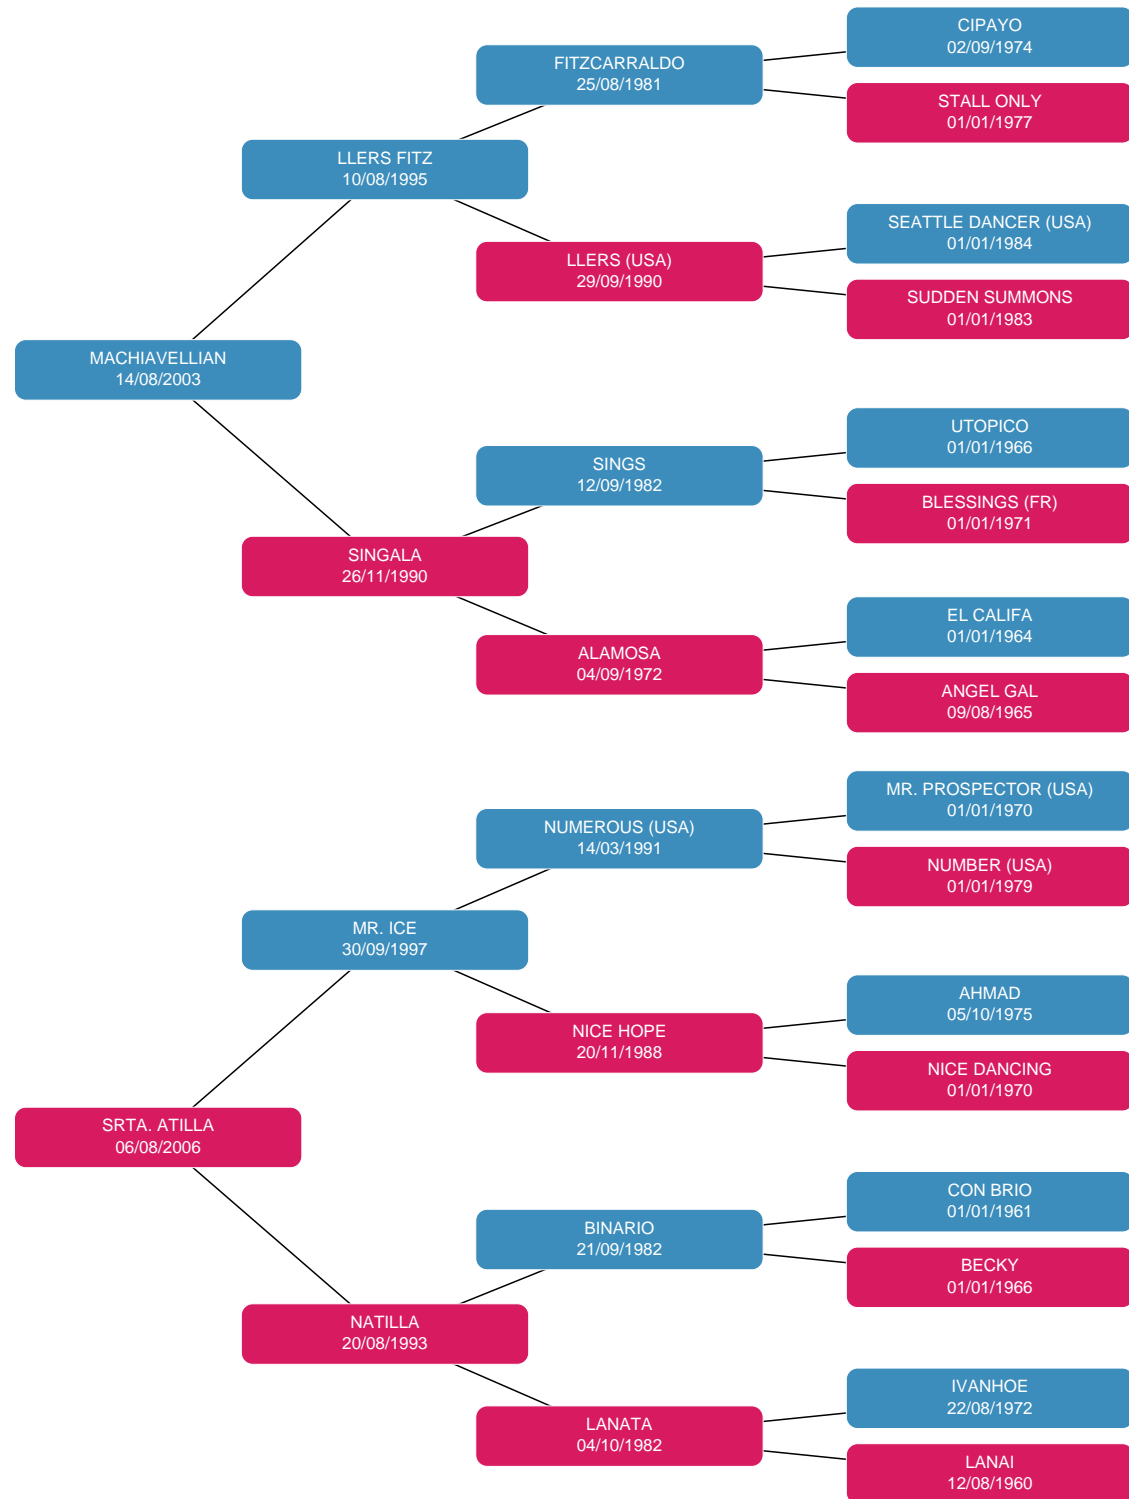 CIPAYO
02/09/1974
FITZCARRALDO
25/08/1981
STALL ONLY
01/01/1977
LLERS FITZ
10/08/1995
SEATTLE DANCER (USA)
01/01/1984
LLERS (USA)
29/09/1990
SUDDEN SUMMONS
01/01/1983
MACHIAVELLIAN
14/08/2003
UTOPICO
01/01/1966
SINGS
12/09/1982
BLESSINGS (FR)
01/01/1971
SINGALA
26/11/1990
EL CALIFA
01/01/1964
ALAMOSA
04/09/1972
ANGEL GAL
09/08/1965
MR. PROSPECTOR (USA)
01/01/1970
NUMEROUS (USA)
14/03/1991
NUMBER (USA)
01/01/1979
MR. ICE
30/09/1997
AHMAD
05/10/1975
NICE HOPE
20/11/1988
NICE DANCING
01/01/1970
SRTA. ATILLA
06/08/2006
CON BRIO
01/01/1961
BINARIO
21/09/1982
BECKY
01/01/1966
NATILLA
20/08/1993
IVANHOE
22/08/1972
LANATA
04/10/1982
LANAI
12/08/1960